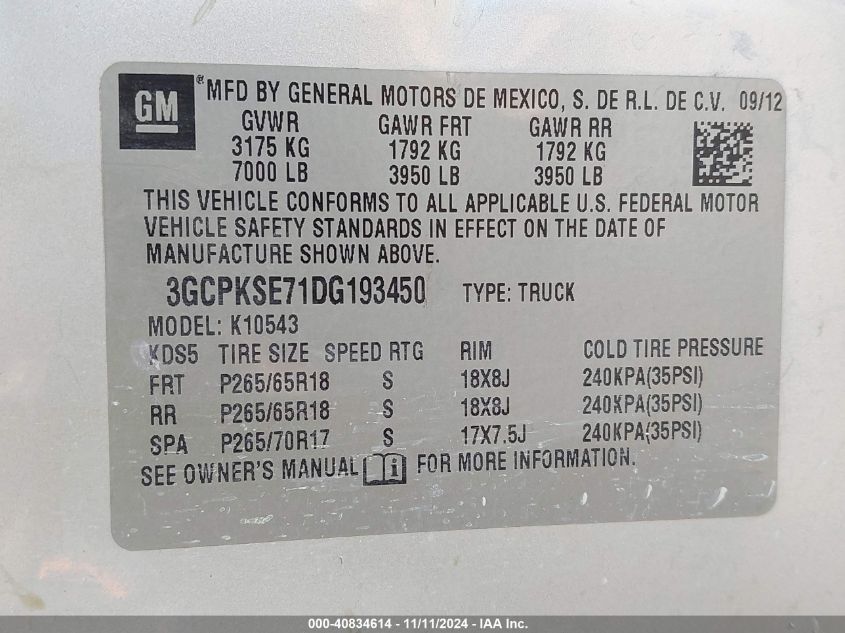 GM ® MFD BY GENERAL MOTORS DE MEXICO, S. DE R.L. DE C.V. 09/12
GVWR GAWR FRT GAWR RR
3175 KG 1792 KG 1792 KG
7000 LB 3950 LB 3950 LB
THIS VEHICLE CONFORMS TO ALL APPLICABLE U.S. FEDERAL MOTOR
VEHICLE SAFETY STANDARDS IN EFFECT ON THE DATE OF
MANUFACTURE SHOWN ABOVE.
3GCPKSE71DG193450 TYPE: TRUCK
MODEL: K10543
KDS5 TIRE SIZE SPEED RTG RIM COLD TIRE PRESSURE
FRT P265/65R18 S 18X8J 240KPA(35PSI)
RR P265/65R18 S 18X8J 240KPA(35PSI)
SPA P265/70R17 S 17X7.5J 240KPA(35PSI)
SEE OWNER'S MANUAL i FOR MORE INFORMATION.
000-40834614 - 11/11/2024 - IAA Inc.